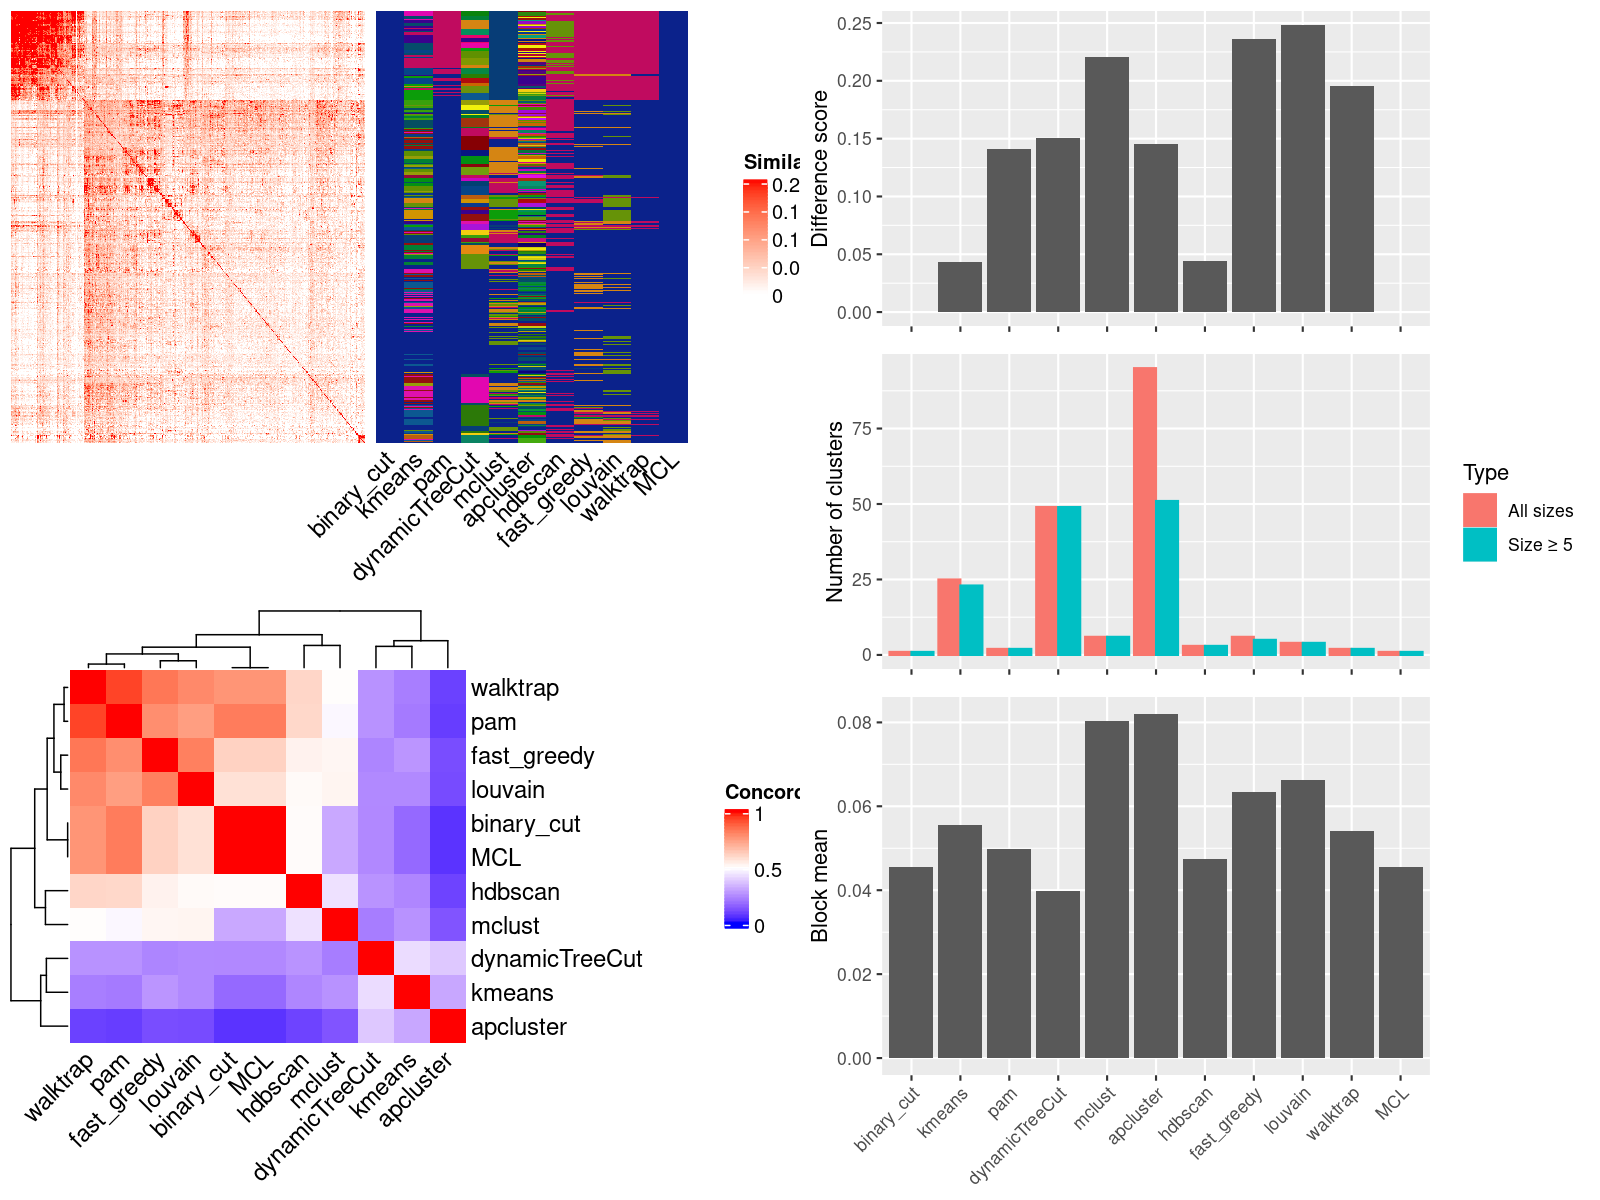 Simila
0.2
0.1
0.1
0.0
0
binary_cut
kmeans
pam
dynamicTreeCut
mclust
apcluster
hdbscan
fast_greedy
louvain
walktrap
MCL
walktrap
pam
fast_greedy
louvain
binary_cut
MCL
hdbscan
mclust
dynamicTreeCut
kmeans
apcluster
walktrap
pam
fast_greedy
louvain
binary_cut
MCL
hdbscan
mclust
dynamicTreeCut
kmeans
apcluster
Concord
1
0.5
0
Difference score
0.25
0.20
0.15
0.10
0.05
0.00
Number of clusters
75
50
25
0
Type
All sizes
Size ≥ 5
Block mean
0.08
0.06
0.04
0.02
0.00
binary_cut
kmeans
pam
dynamicTreeCut
mclust
apcluster
hdbscan
fast_greedy
louvain
walktrap
MCL